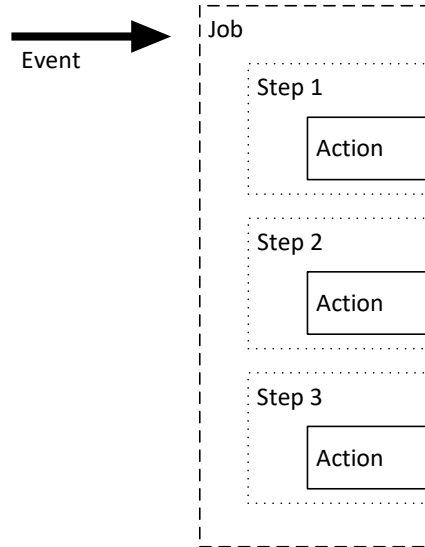 Event
Job
Step 1
Action
Step 2
Action
Step 3
Action